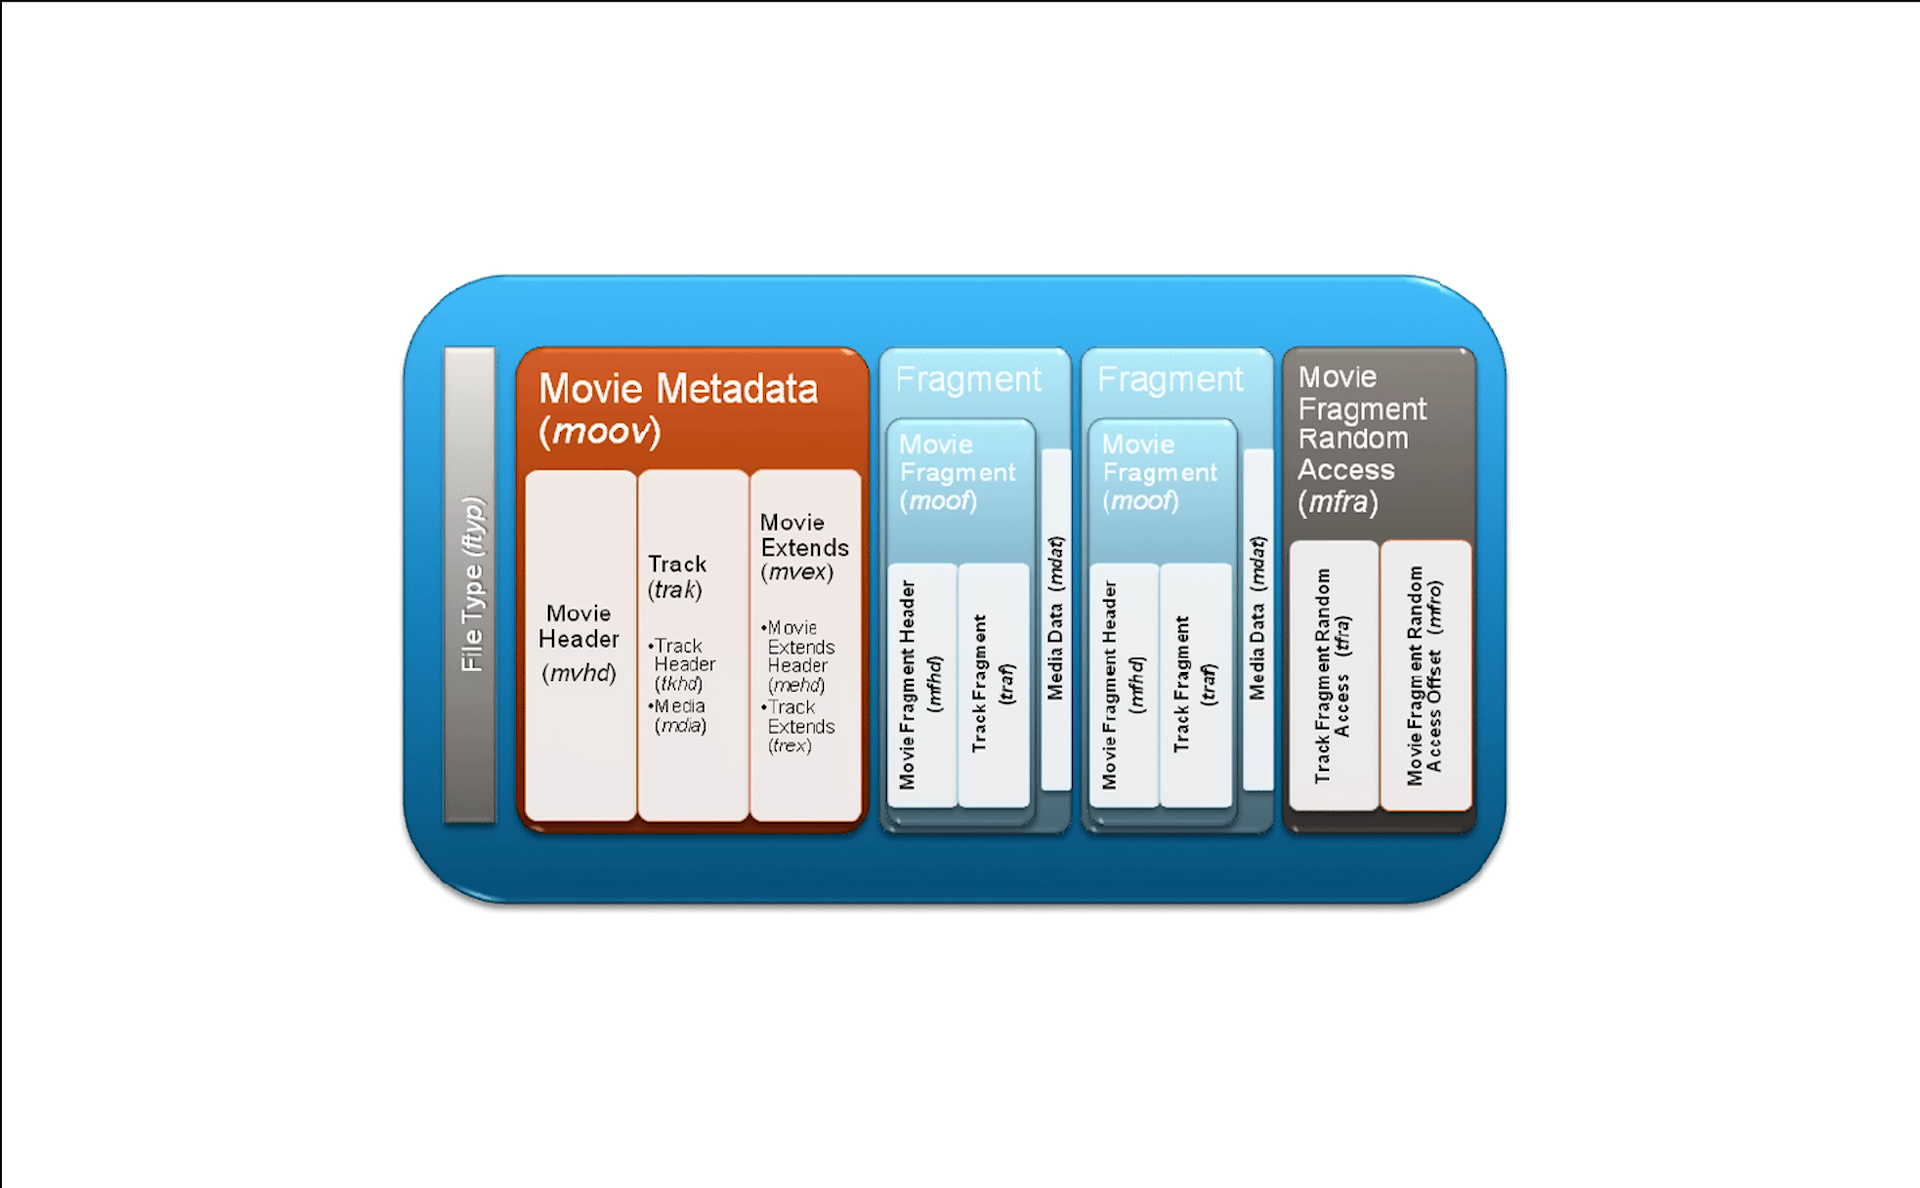 File Type (ftyp)
Movie Metadata
(moov)
Movie
Header
(mvhd)
Track
(trak)
•Track
Header
(tkhd)
•Media
(mdia)
Movie
Extends
(mvex)
•Movie
Extends
Header
(mehd)
•Track
Extends
(trex)
Fragment
Movie
Fragment
(moof)
Movie Fragment Header
(mfhd)
Track Fragment
(traf)
Media Data (mdat)
Fragment
Movie
Fragment
(moof)
Movie Fragment Header
(mfhd)
Track Fragment
(traf)
Media Data (mdat)
Movie
Fragment
Random
Access
(mfra)
Track Fragment Random
Access (tfra)
Movie Fragment Random
Access Offset (mfro)